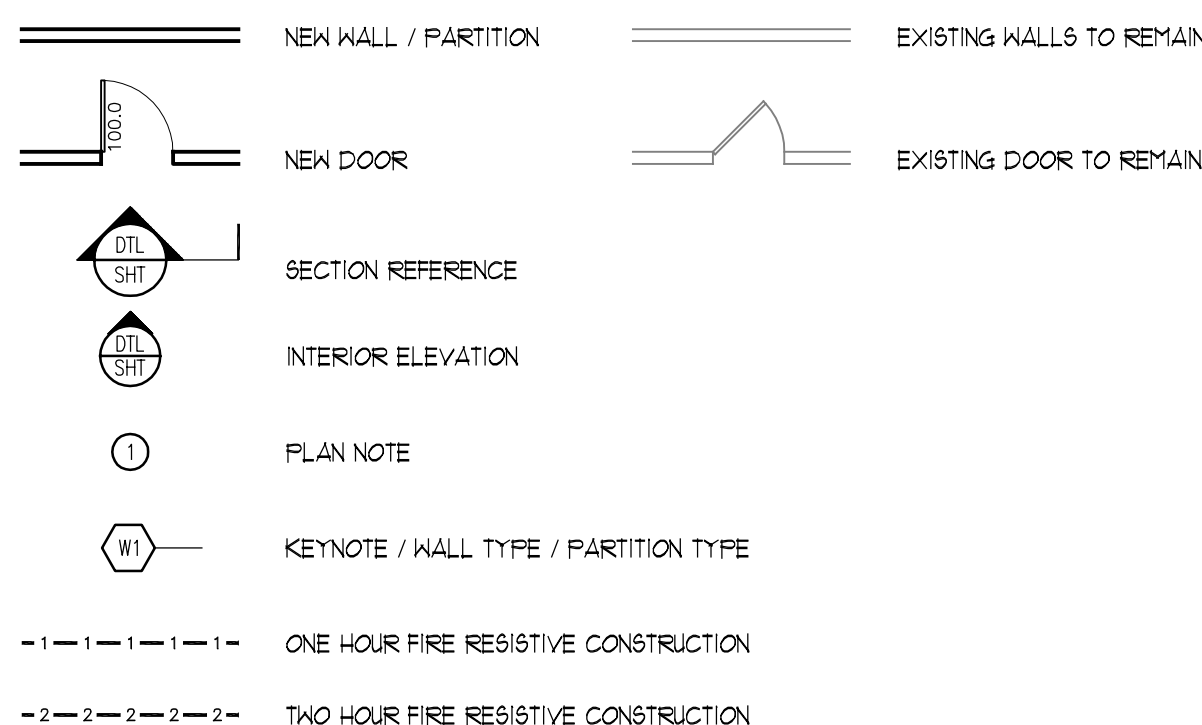 NEW WALL / PARTITION
EXISTING WALLS TO REMAIN
100.0
NEW DOOR
EXISTING DOOR TO REMAIN
DTL
SHT
SECTION REFERENCE
DTL
SHT
INTERIOR ELEVATION
1
PLAN NOTE
W1
KEYNOTE / WALL TYPE / PARTITION TYPE
1 1 1 1 1
ONE HOUR FIRE RESISTIVE CONSTRUCTION
2 2 2 2 2
TWO HOUR FIRE RESISTIVE CONSTRUCTION